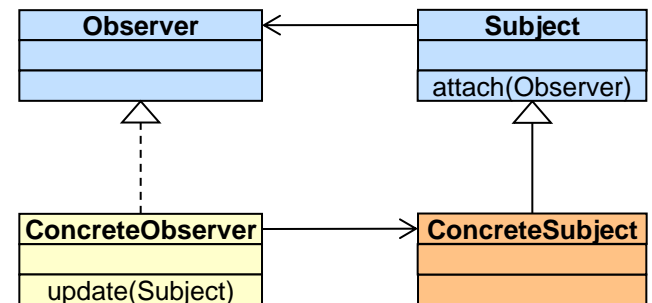 Observer
Subject
attach(Observer)
ConcreteObserver
ConcreteSubject
update(Subject)